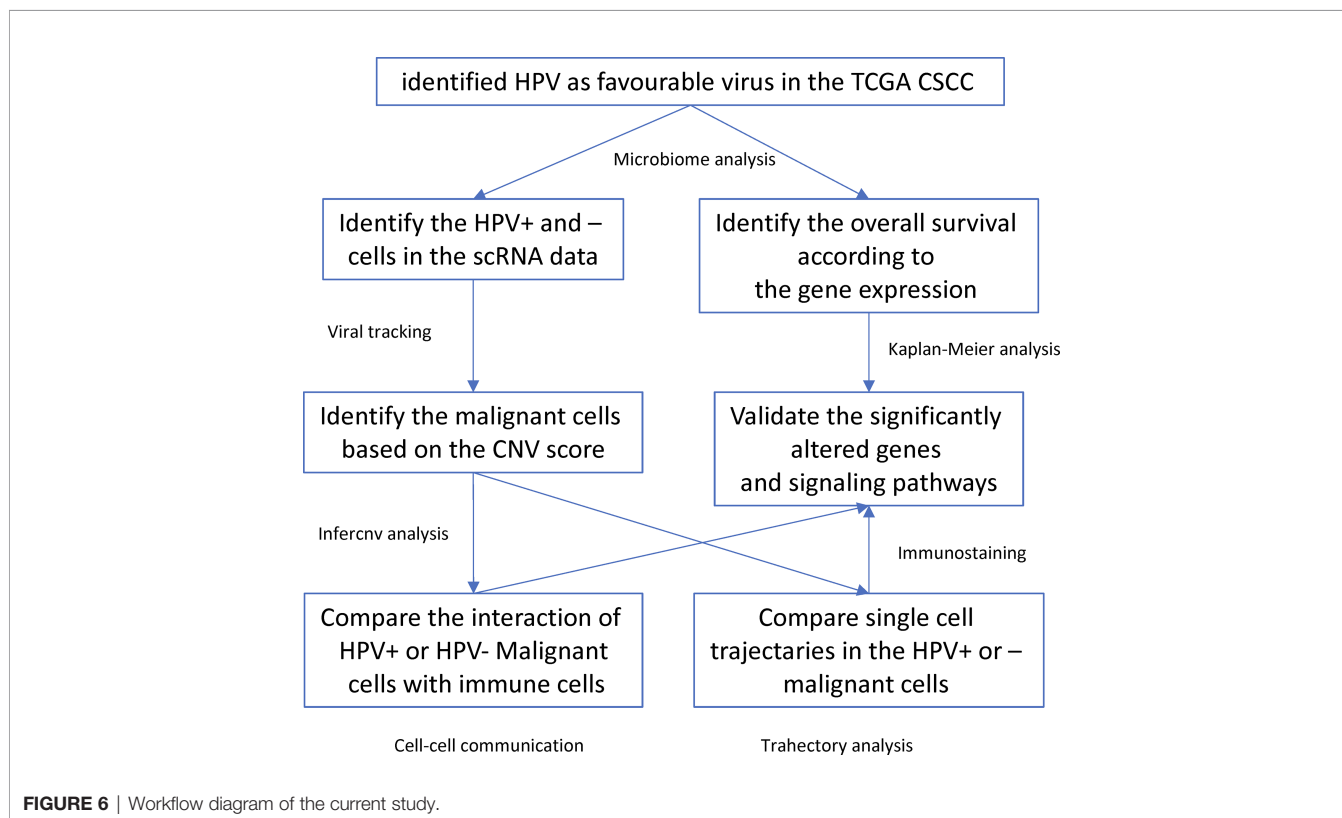 identified HPV as favourable virus in the TCGA CSCC
Microbiome analysis
Identify the HPV+ and –
cells in the scRNA data
Identify the overall survival
according to
the gene expression
Viral tracking
Kaplan-Meier analysis
Identify the malignant cells
based on the CNV score
Validate the significantly
altered genes
and signaling pathways
Infercnv analysis
Immunostaining
Compare the interaction of
HPV+ or HPV- Malignant
cells with immune cells
Compare single cell
trajectories in the HPV+ or –
malignant cells
Cell-cell communication
Trahectory analysis
FIGURE 6 | Workflow diagram of the current study.